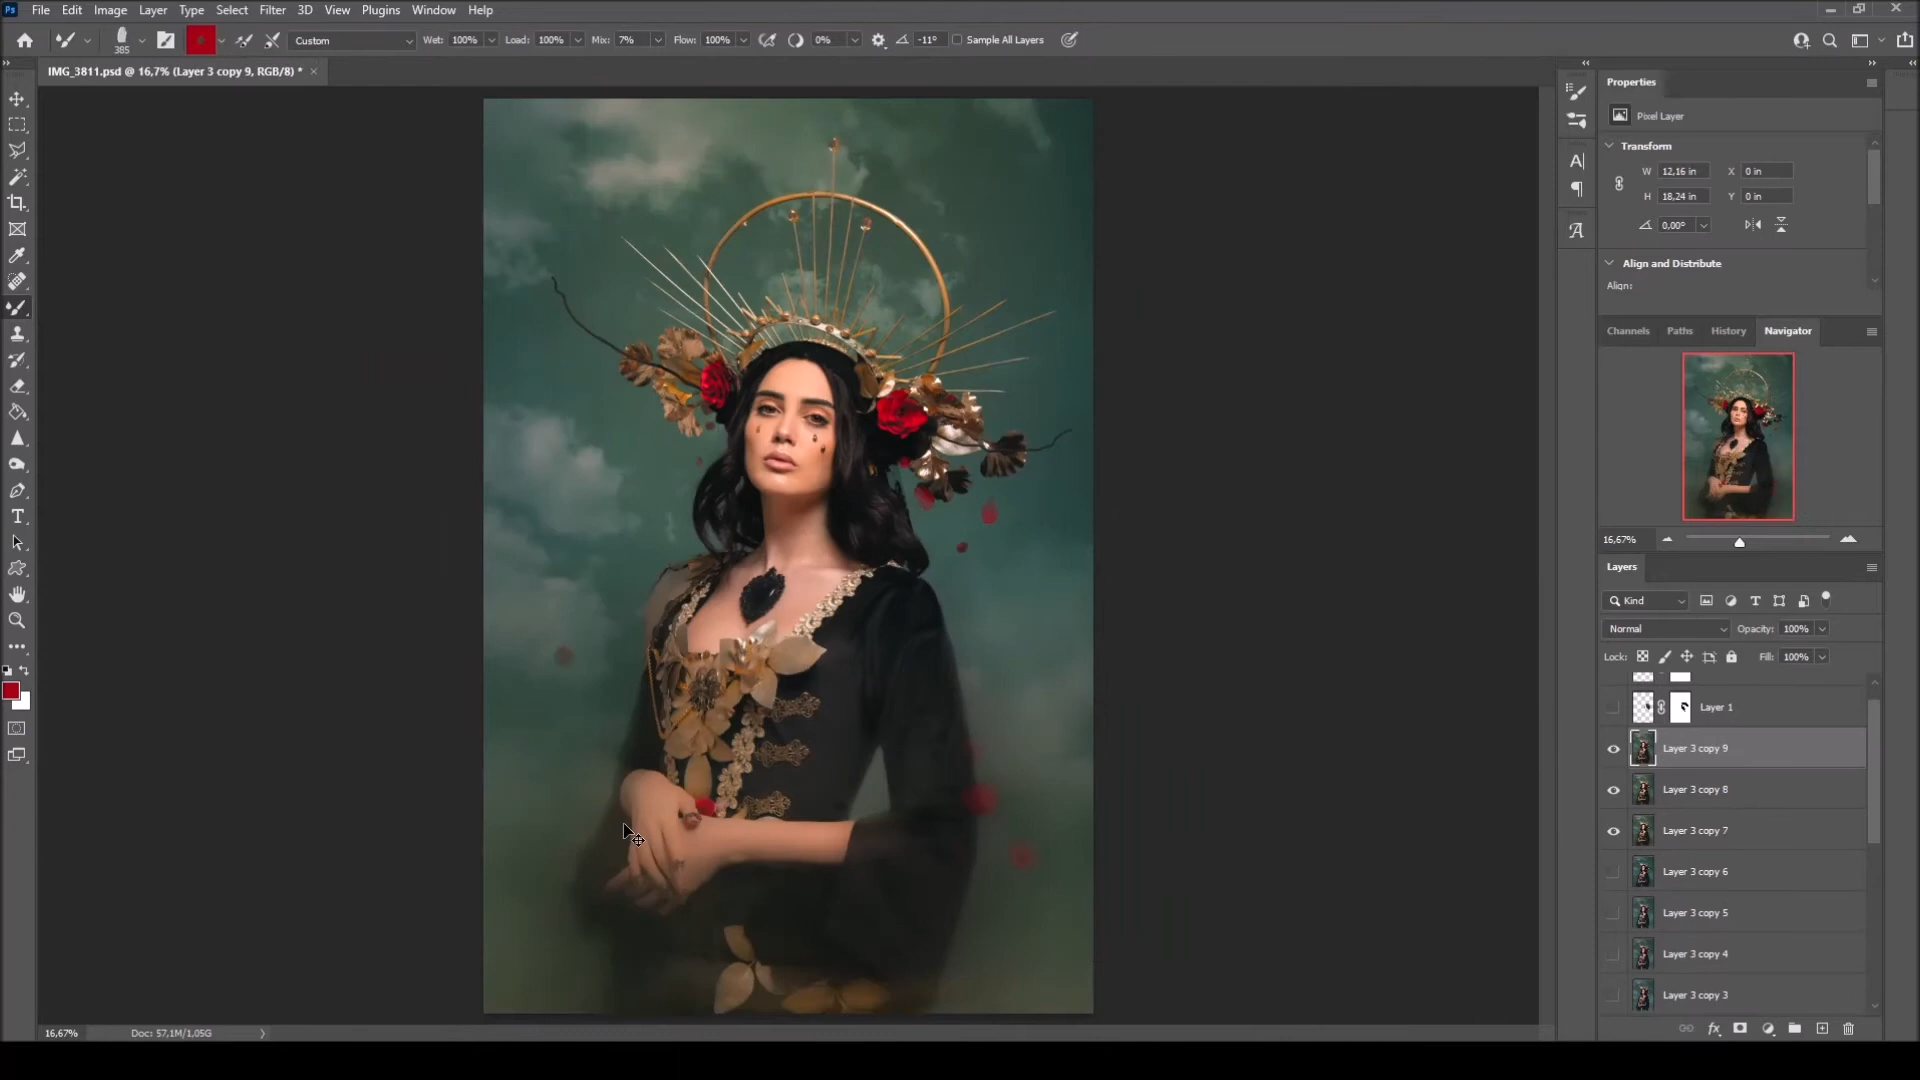 Ps File Edit Image Layer Type Select Filter 3D View Plugins Window Help
385 Custom Wet: 100% Load: 100% Mix: 7% Flow: 100% 0% -11° Sample All Layers
IMG_3811.psd @ 16,7% (Layer 3 copy 9, RGB/8) *
Properties
Pixel Layer
Transform
W 12,16 in X 0 in
H 18,24 in Y 0 in
0,00°
Align and Distribute
Align:
Channels Paths History Navigator
16,67%
Layers
Kind
Normal Opacity: 100%
Lock: Fill: 100%
Layer 1
Layer 3 copy 9
Layer 3 copy 8
Layer 3 copy 7
Layer 3 copy 6
Layer 3 copy 5
Layer 3 copy 4
Layer 3 copy 3
16,67% Doc: 57,1M/1,05G